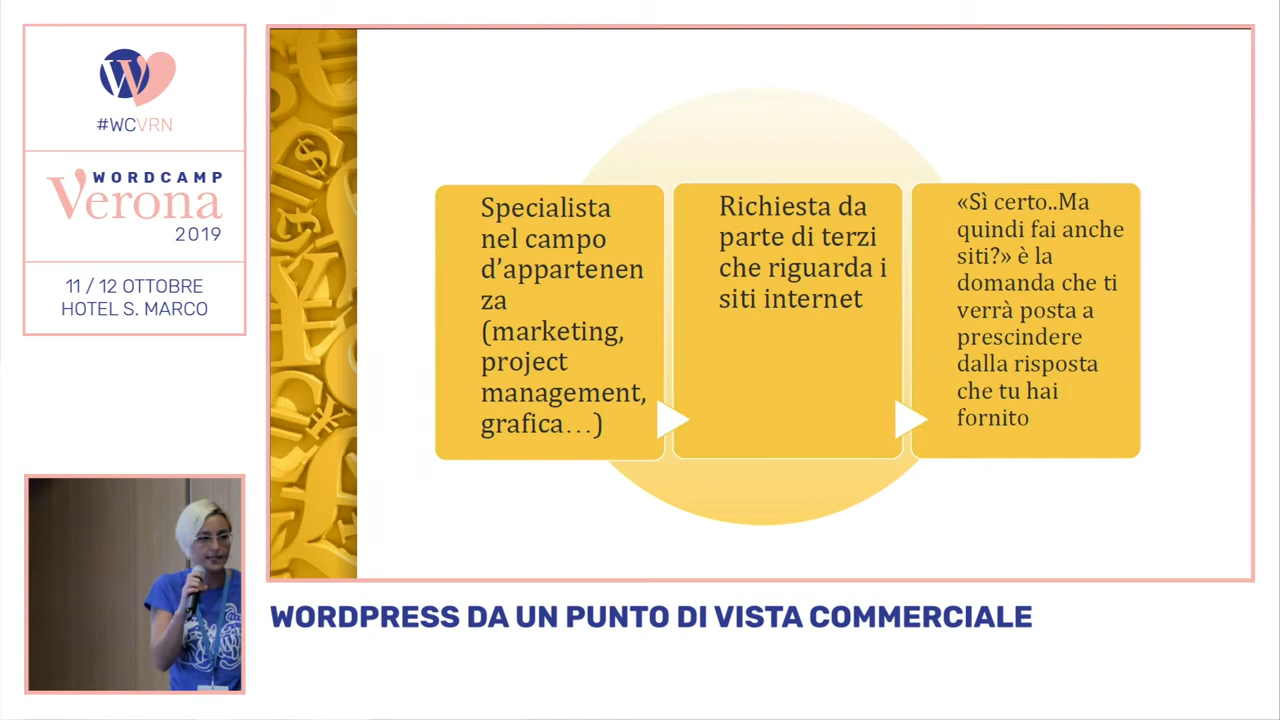 #WCVRN
WORDCAMP
Verona
2019
11 / 12 OTTOBRE
HOTEL S. MARCO
Specialista
nel campo
d’appartenen
za
(marketing,
project
management,
grafica…)
Richiesta da
parte di terzi
che riguarda i
siti internet
«Sì certo..Ma
quindi fai anche
siti?» è la
domanda che ti
verrà posta a
prescindere
dalla risposta
che tu hai
fornito
WORDPRESS DA UN PUNTO DI VISTA COMMERCIALE